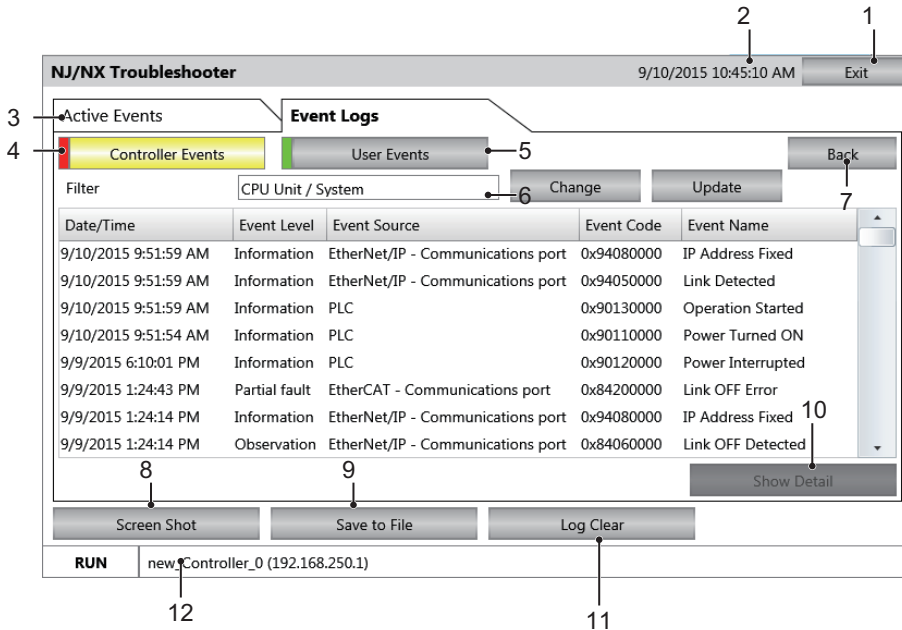 2 1
NJ/NX Troubleshooter 9/10/2015 10:45:10 AM Exit
3 Active Events Event Logs
4 Controller Events User Events 5 Back
Filter CPU Unit / System 6 Change Update 7
Date/Time Event Level Event Source Event Code Event Name
9/10/2015 9:51:59 AM Information EtherNet/IP - Communications port 0x94080000 IP Address Fixed
9/10/2015 9:51:59 AM Information EtherNet/IP - Communications port 0x94050000 Link Detected
9/10/2015 9:51:59 AM Information PLC 0x90130000 Operation Started
9/10/2015 9:51:54 AM Information PLC 0x90110000 Power Turned ON
9/9/2015 6:10:01 PM Information PLC 0x90120000 Power Interrupted
9/9/2015 1:24:43 PM Partial fault EtherCAT - Communications port 0x84200000 Link OFF Error
9/9/2015 1:24:14 PM Information EtherNet/IP - Communications port 0x94080000 IP Address Fixed 10
9/9/2015 1:24:14 PM Observation EtherNet/IP - Communications port 0x84060000 Link OFF Detected
8 9 Show Detail
Screen Shot Save to File Log Clear
RUN new_Controller_0 (192.168.250.1)
12 11